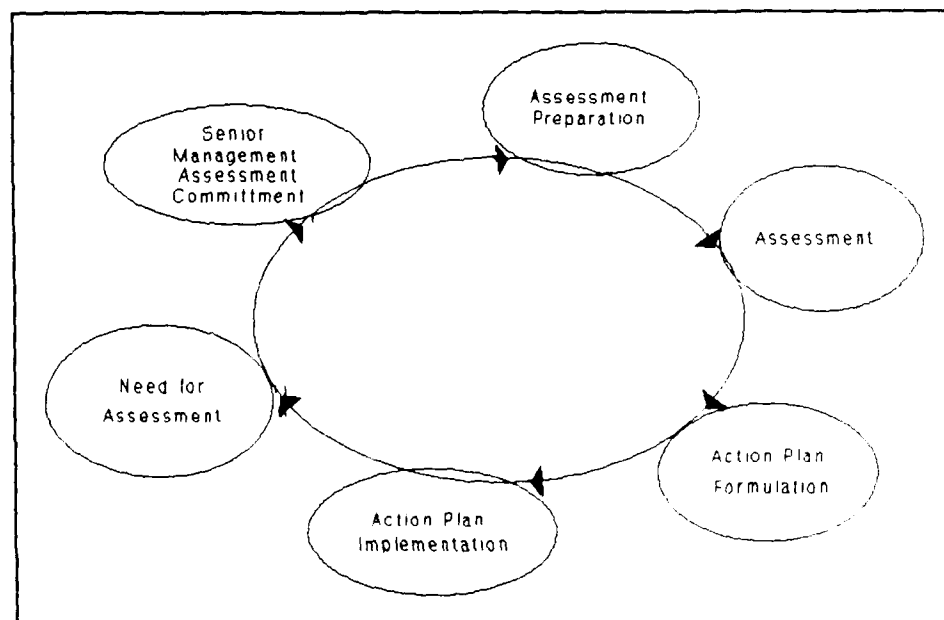 Assessment
Preparation
Senior
Management
Assessment
Committment
Assessment
Need for
Assessment
Action Plan
Formulation
Action Plan
Implementation